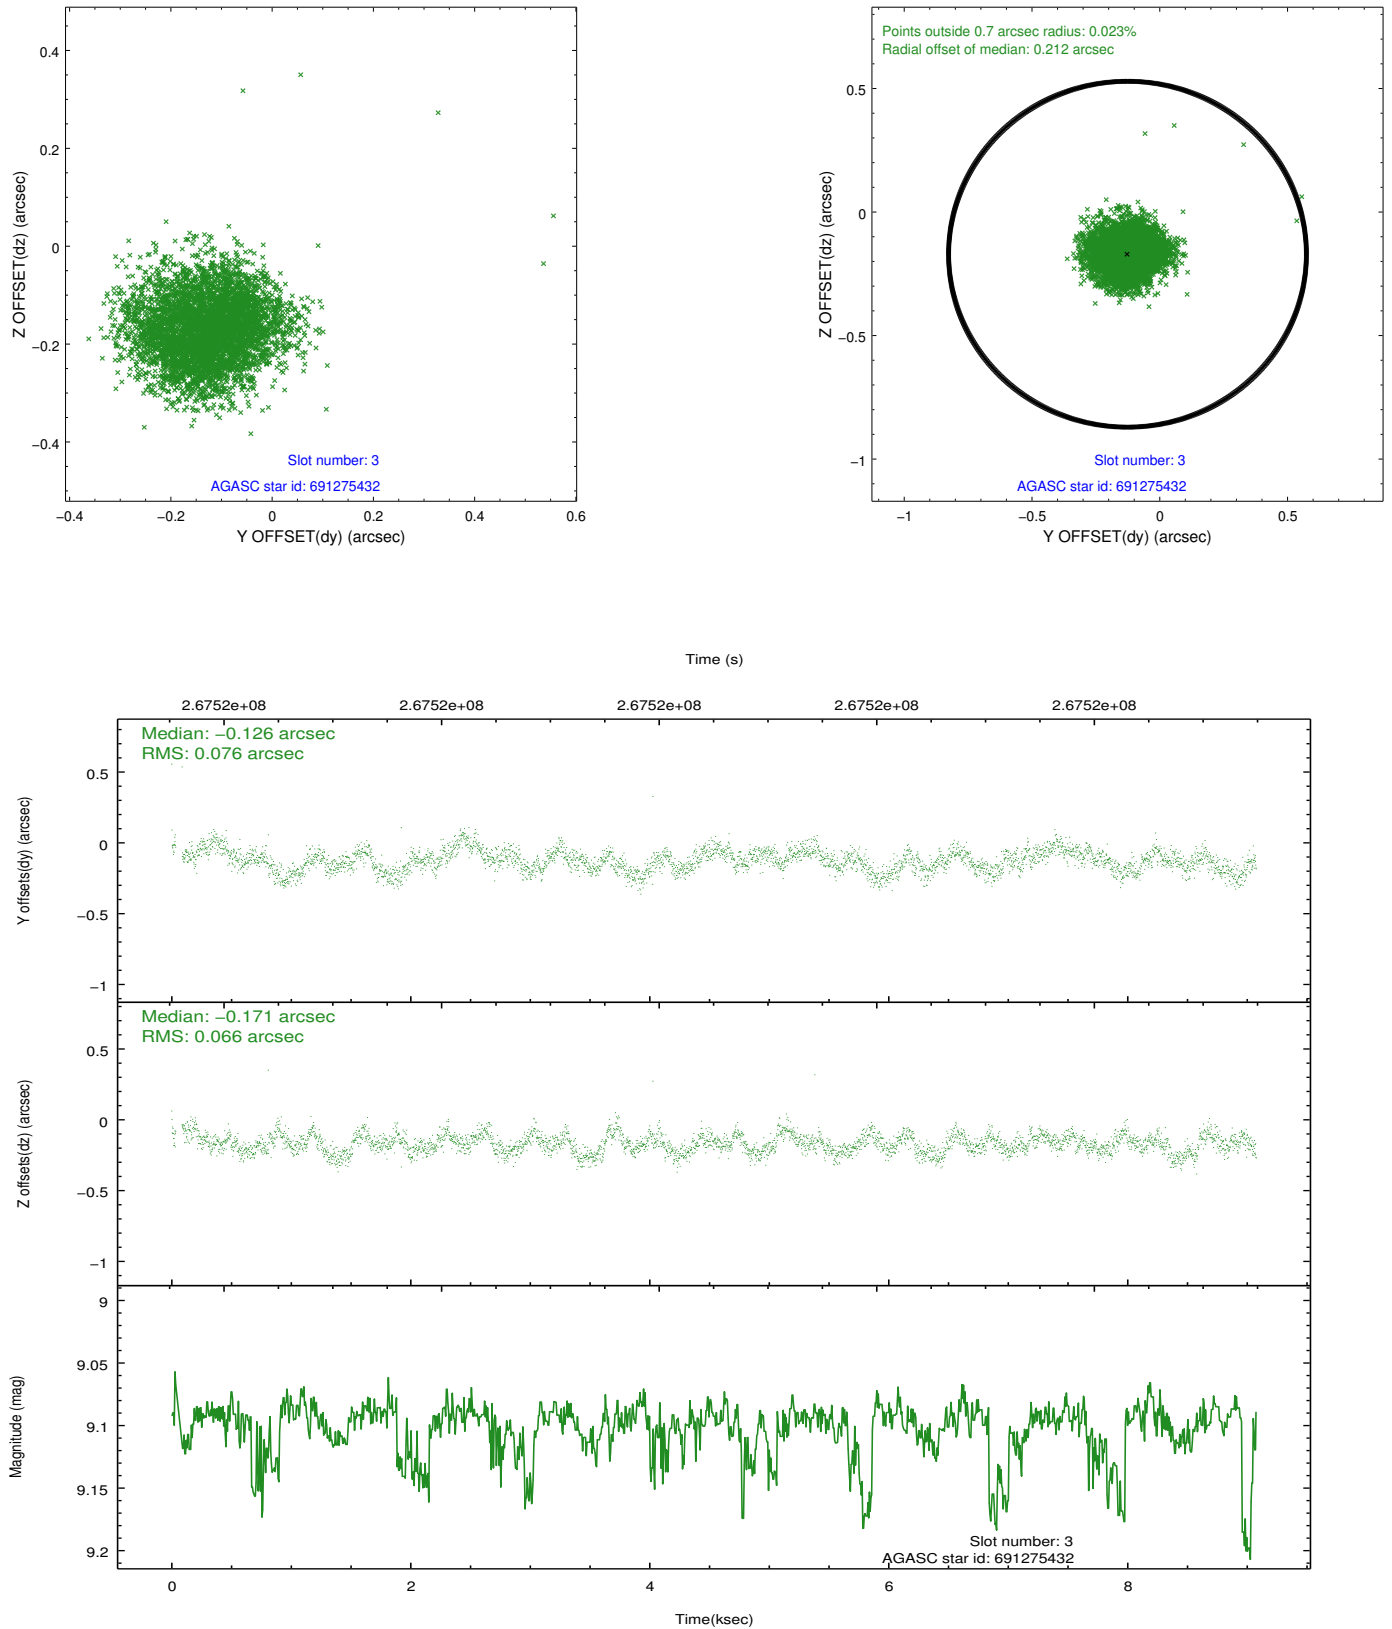 0.4
0.2
0
−0.2
−0.4
Z OFFSET(dz) (arcsec)
Slot number: 3
AGASC star id: 691275432
−0.4 −0.2 0 0.2 0.4 0.6
Y OFFSET(dy) (arcsec)
Points outside 0.7 arcsec radius: 0.023%
Radial offset of median: 0.212 arcsec
0.5
0
−0.5
−1
Z OFFSET(dz) (arcsec)
Slot number: 3
AGASC star id: 691275432
−1 −0.5 0 0.5
Y OFFSET(dy) (arcsec)
Time (s)
2.6752e+08 2.6752e+08 2.6752e+08 2.6752e+08 2.6752e+08
Median: −0.126 arcsec
RMS: 0.076 arcsec
0.5
0
−0.5
−1
Y offsets(dy) (arcsec)
Median: −0.171 arcsec
RMS: 0.066 arcsec
0.5
0
−0.5
−1
Z offsets(dz) (arcsec)
9
9.05
9.1
9.15
9.2
Magnitude (mag)
Slot number: 3
AGASC star id: 691275432
0 2 4 6 8
Time(ksec)